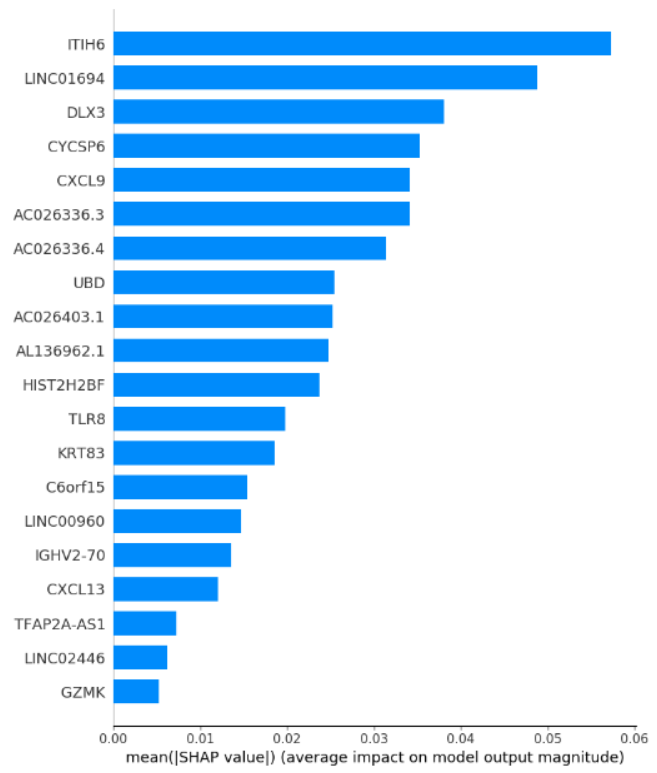 ITIH6
LINC01694
DLX3
CYCSP6
CXCL9
AC026336.3
AC026336.4
UBD
AC026403.1
AL136962.1
HIST2H2BF
TLR8
KRT83
C6orf15
LINC00960
IGHV2-70
CXCL13
TFAP2A-AS1
LINC02446
GZMK
0.00 0.01 0.02 0.03 0.04 0.05 0.06
mean(|SHAP value|) (average impact on model output magnitude)